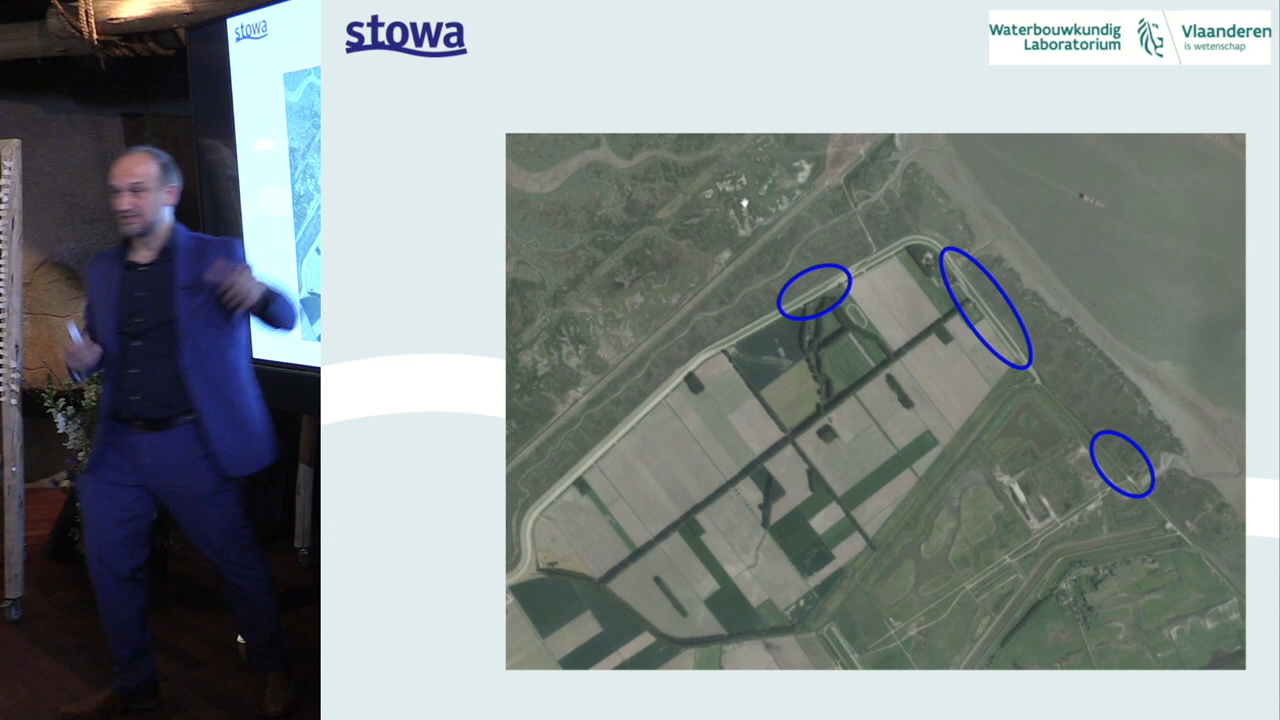 stowa
stowa
Waterbouwkundig
Laboratorium
Vlaanderen
is wetenschap